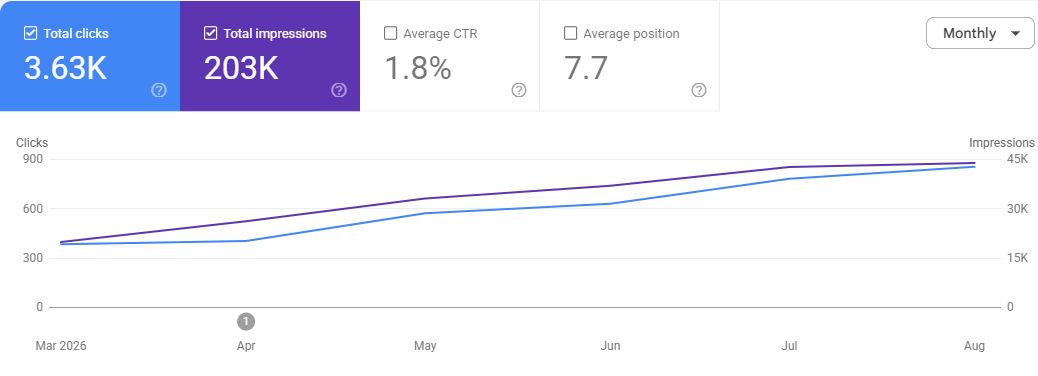 Total clicks
3.63K
Total impressions
203K
Average CTR
1.8%
Average position
7.7
Monthly
Clicks
Impressions
900
45K
600
30K
300
15K
0
0
1
Mar 2026
Apr
May
Jun
Jul
Aug